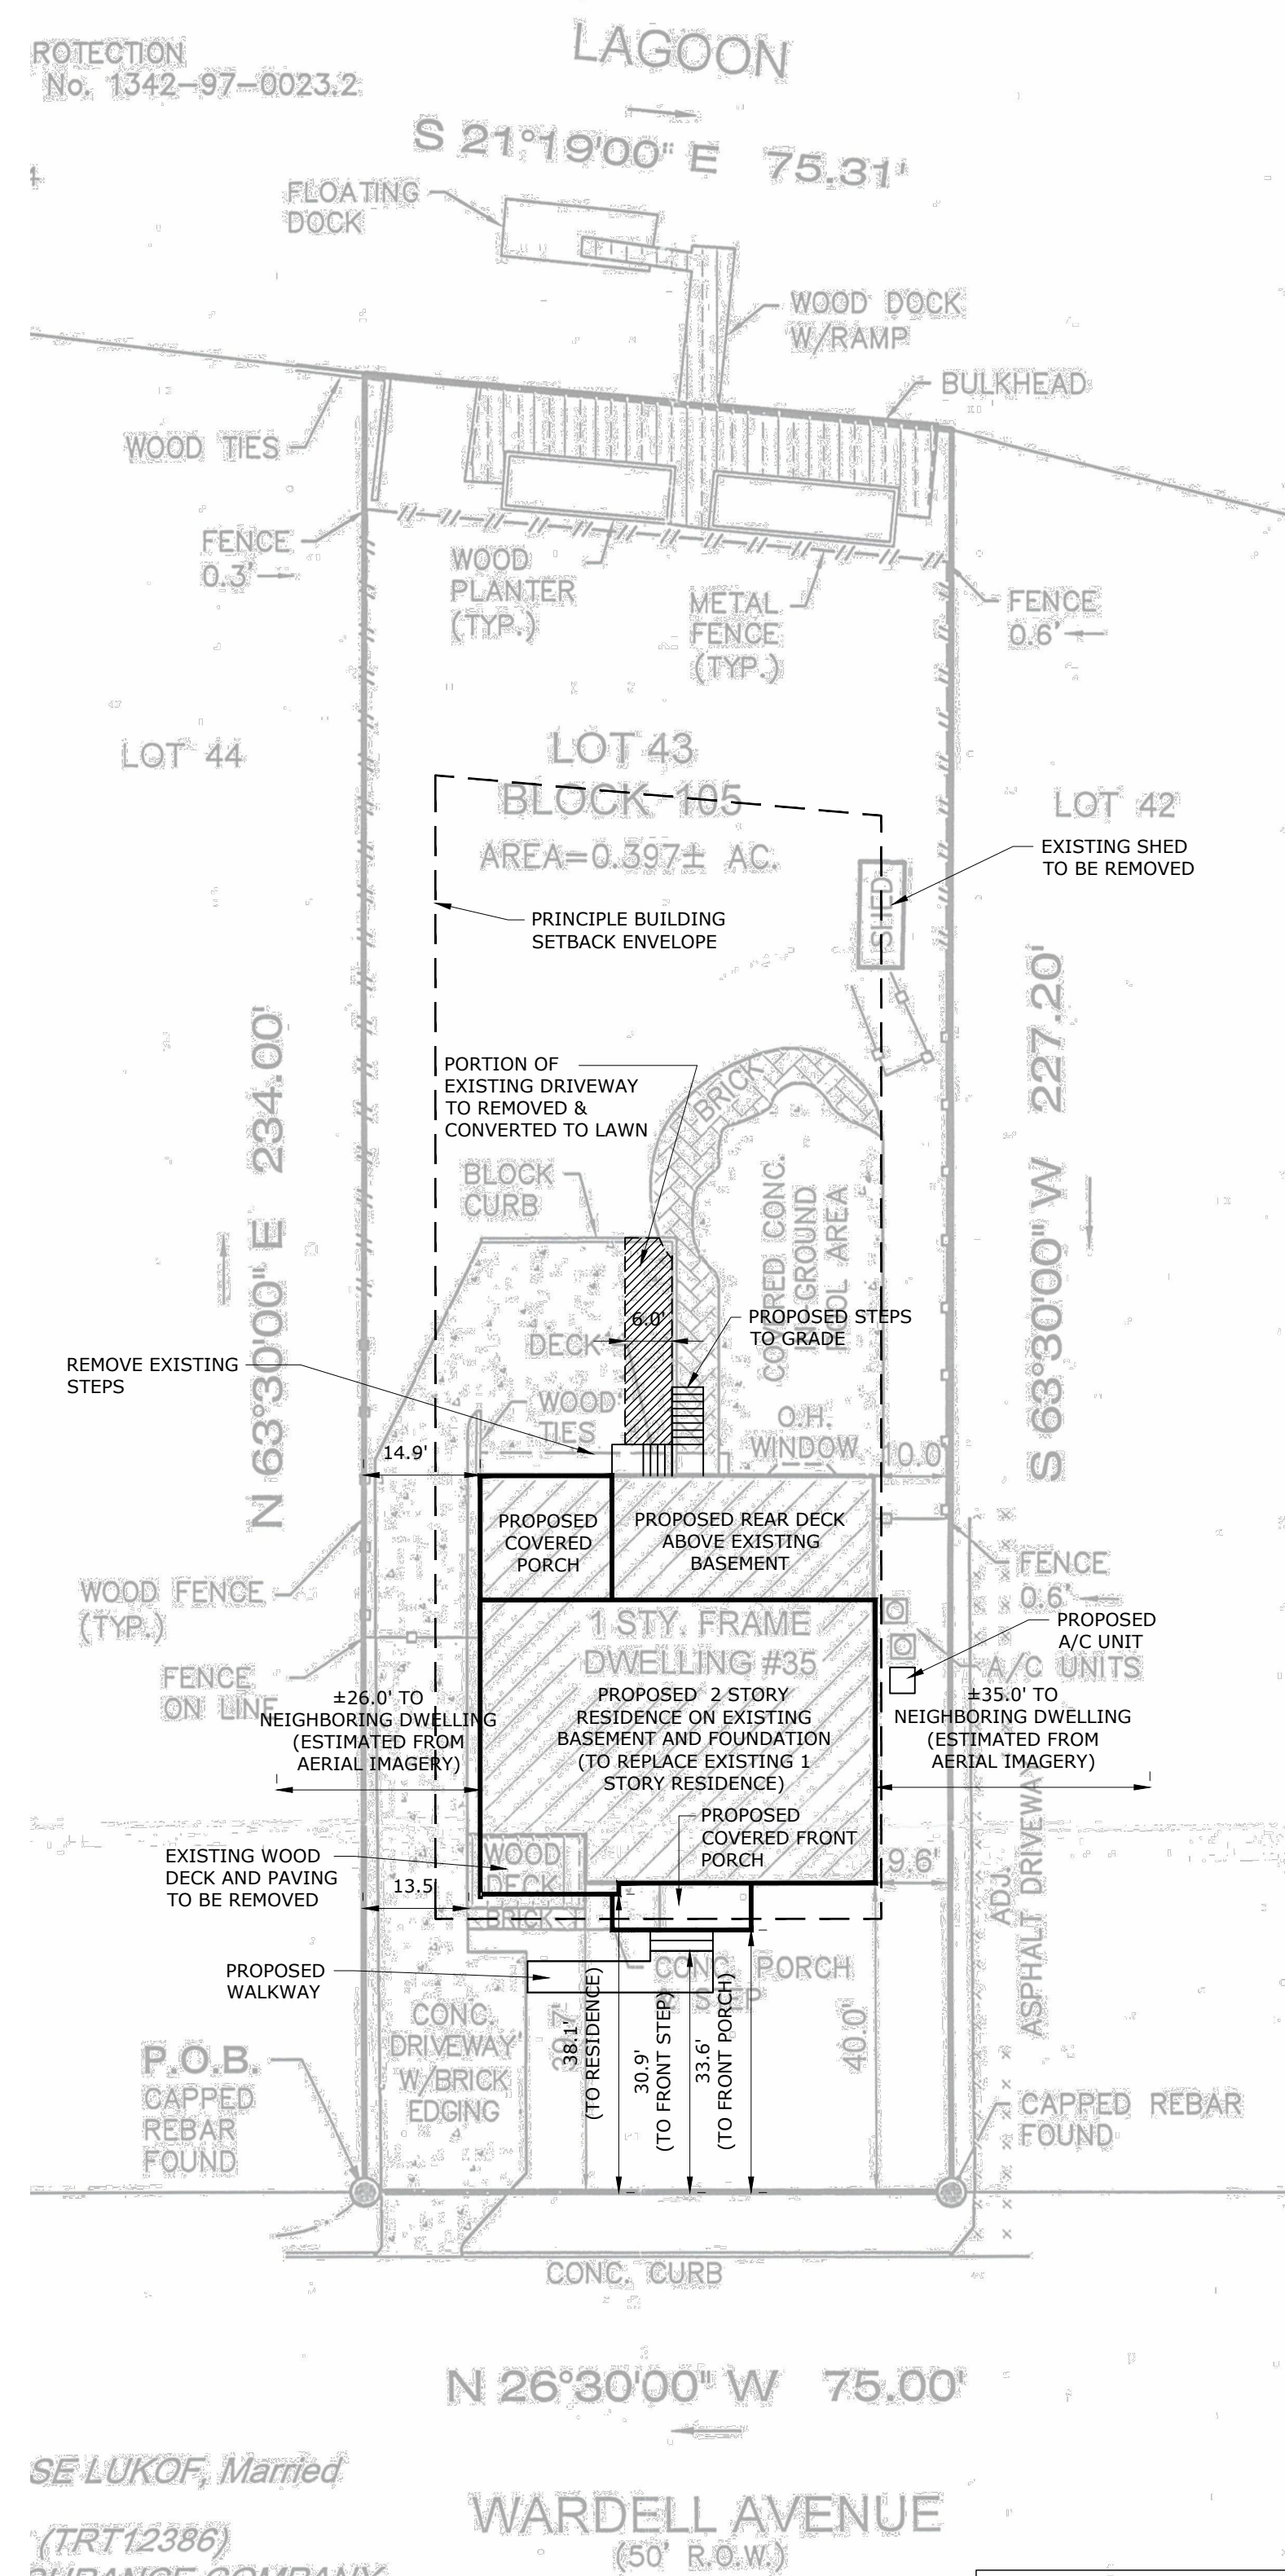 LAGOON
ROTECTION
No. 1342-97-0023.2
S 21°19'00" E 75.31'
FLOATING
DOCK
WOOD DOCK
W/RAMP
BULKHEAD
WOOD TIES
FENCE
0.3'
WOOD
PLANTER
(TYP.)
METAL
FENCE
(TYP.)
FENCE
0.6'
LOT 44
LOT 43
BLOCK 105
AREA=0.397± AC.
LOT 42
EXISTING SHED
TO BE REMOVED
SHED
PRINCIPLE BUILDING
SETBACK ENVELOPE
N 63°30'00" E 234.00'
S 63°30'00" W 227.20'
PORTION OF
EXISTING DRIVEWAY
TO REMOVED &
CONVERTED TO LAWN
BRICK
BLOCK
CURB
COVERED CONC.
IN-GROUND
POOL AREA
6.0'
DECK
PROPOSED STEPS
TO GRADE
REMOVE EXISTING
STEPS
WOOD
TIES
O.H.
WINDOW
10.0'
14.9'
PROPOSED
COVERED
PORCH
PROPOSED REAR DECK
ABOVE EXISTING
BASEMENT
WOOD FENCE
(TYP.)
FENCE
0.6'
1 STY. FRAME
DWELLING #35
PROPOSED
A/C UNIT
A/C UNITS
FENCE
ON LINE
±26.0' TO
NEIGHBORING DWELLING
(ESTIMATED FROM
AERIAL IMAGERY)
PROPOSED 2 STORY
RESIDENCE ON EXISTING
BASEMENT AND FOUNDATION
(TO REPLACE EXISTING 1
STORY RESIDENCE)
±35.0' TO
NEIGHBORING DWELLING
(ESTIMATED FROM
AERIAL IMAGERY)
PROPOSED
COVERED FRONT
PORCH
EXISTING WOOD
DECK AND PAVING
TO BE REMOVED
WOOD
DECK
9.6'
13.5
BRICK
ADJ.
ASPHALT DRIVEWAY
PROPOSED
WALKWAY
CONC. PORCH
STEP
CONC.
DRIVEWAY
W/BRICK
EDGING
38.1'
(TO RESIDENCE)
30.9'
(TO FRONT STEP)
33.6'
(TO FRONT PORCH)
40.0'
P.O.B.
CAPPED
REBAR
FOUND
CAPPED REBAR
FOUND
CONC. CURB
N 26°30'00" W 75.00'
SE LUKOF, Married
WARDELL AVENUE
(50' R.O.W.)
(TRT12386)
COMPANY